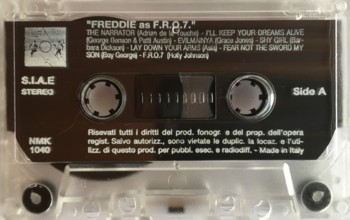 "FREDDIE as F.R.O.7."
THE NARRATOR (Adrian de la Touche) - I'LL KEEP YOUR DREAMS ALIVE
(George Benson & Patti Austin) - EVILMAINYA (Grace Jones) - SHY GIRL (Bar-
bara Dickson) - LAY DOWN YOUR ARMS (Asia) - FEAR NOT THE SWORD MY
SON (Boy George) - F.R.O.7 (Holly Johnson)
S.I.A.E
STEREO
Side A
NMK
1040
Risevati tutti i diritti del prod. fonogr. e del prop. dell'opera
regist. Salvo autorizz., sono vietate le duplic. la locaz. e l'uti-
lizz. di questo prod. per pubbl. esec. e radiodiff. - Made in Italy